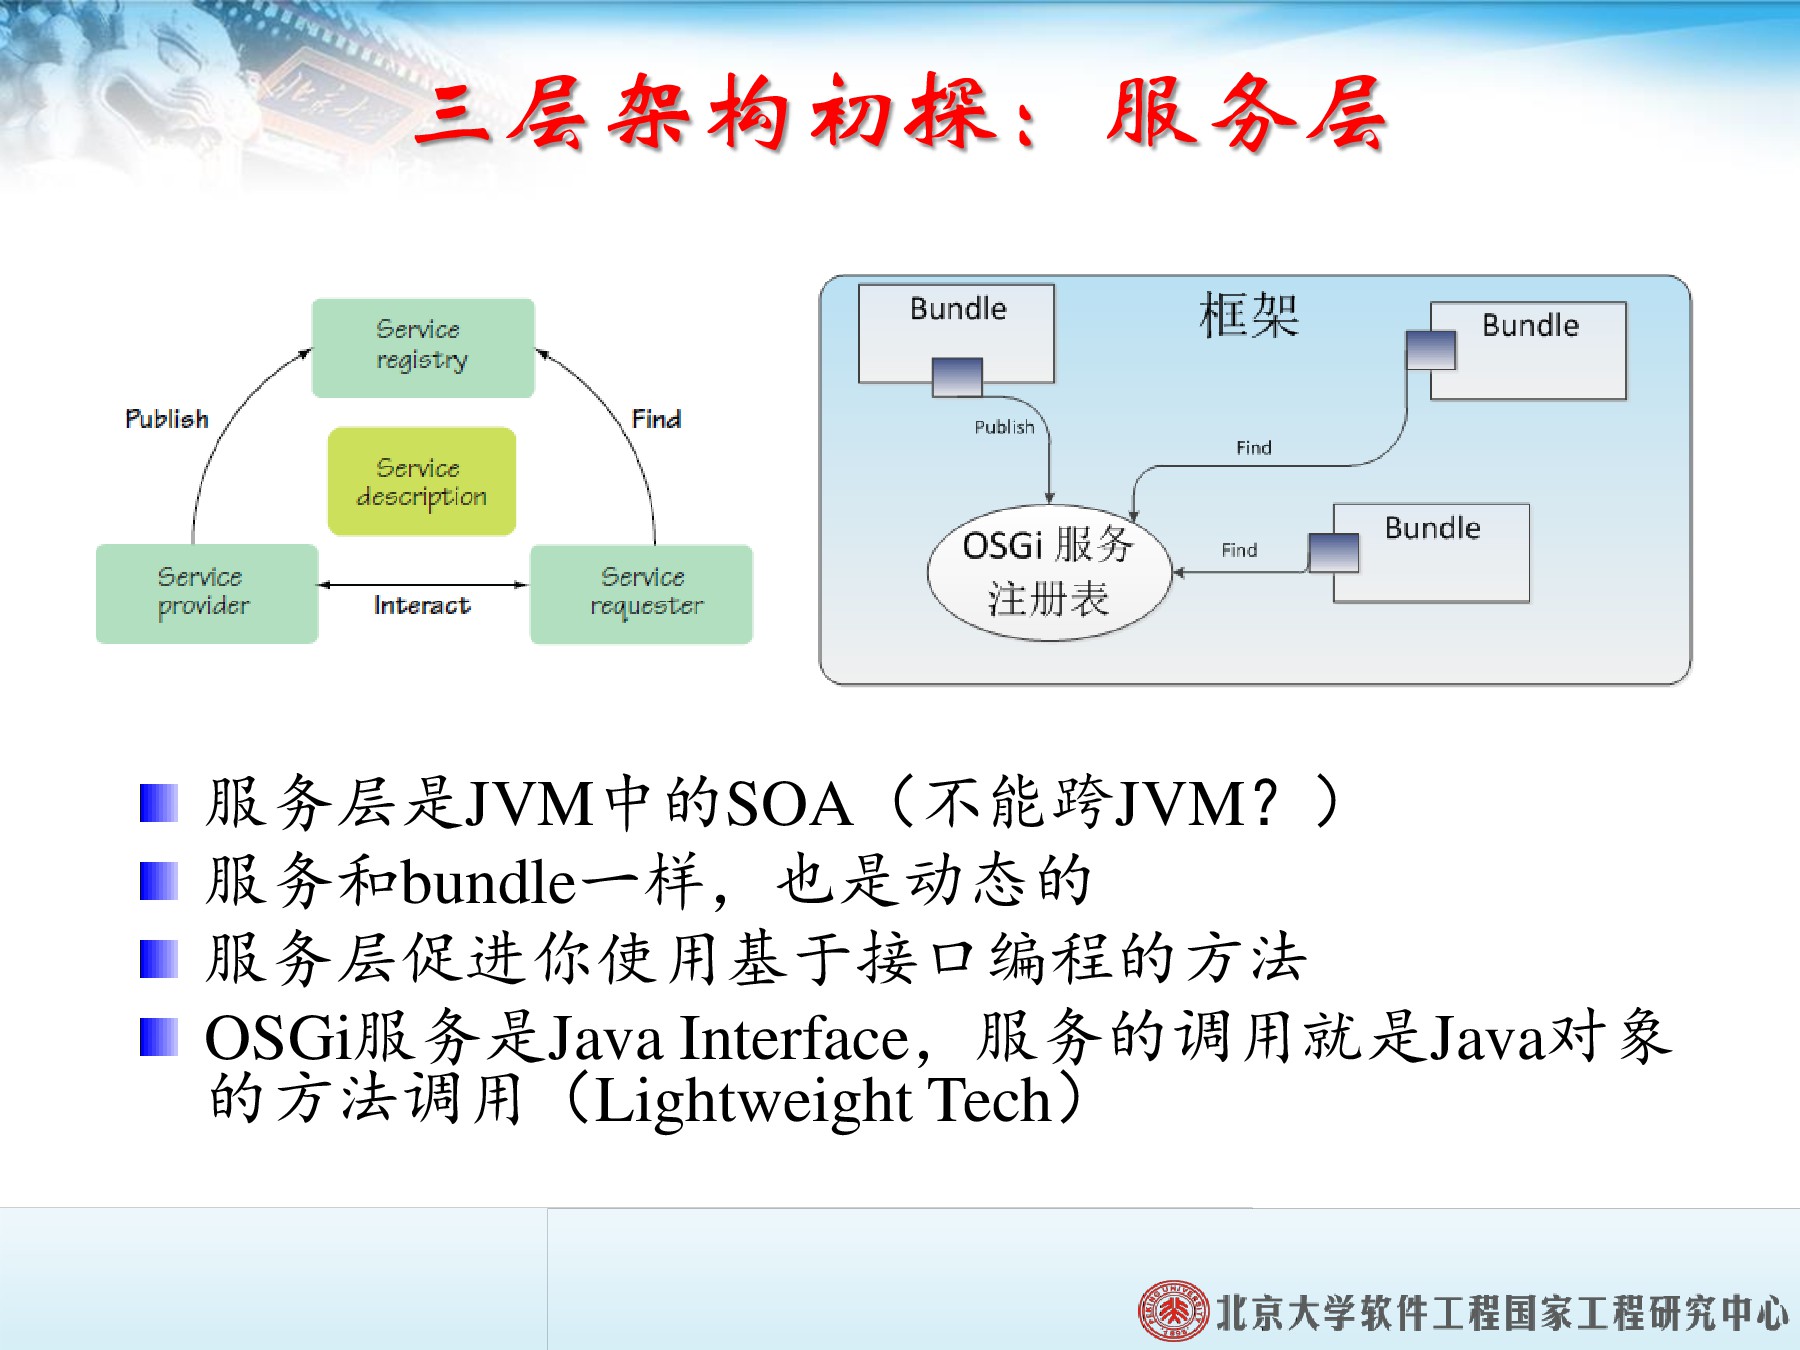 三层架构初探：服务层
Service
registry
Publish
Find
Service
description
Service
provider
Interact
Service
requester
Bundle
框架
Bundle
Publish
Find
OSGi 服务
注册表
Find
Bundle
服务层是JVM中的SOA（不能跨JVM？）
服务和bundle一样，也是动态的
服务层促进你使用基于接口编程的方法
OSGi服务是Java Interface，服务的调用就是Java对象
的方法调用（Lightweight Tech）
北京大学软件工程国家工程研究中心